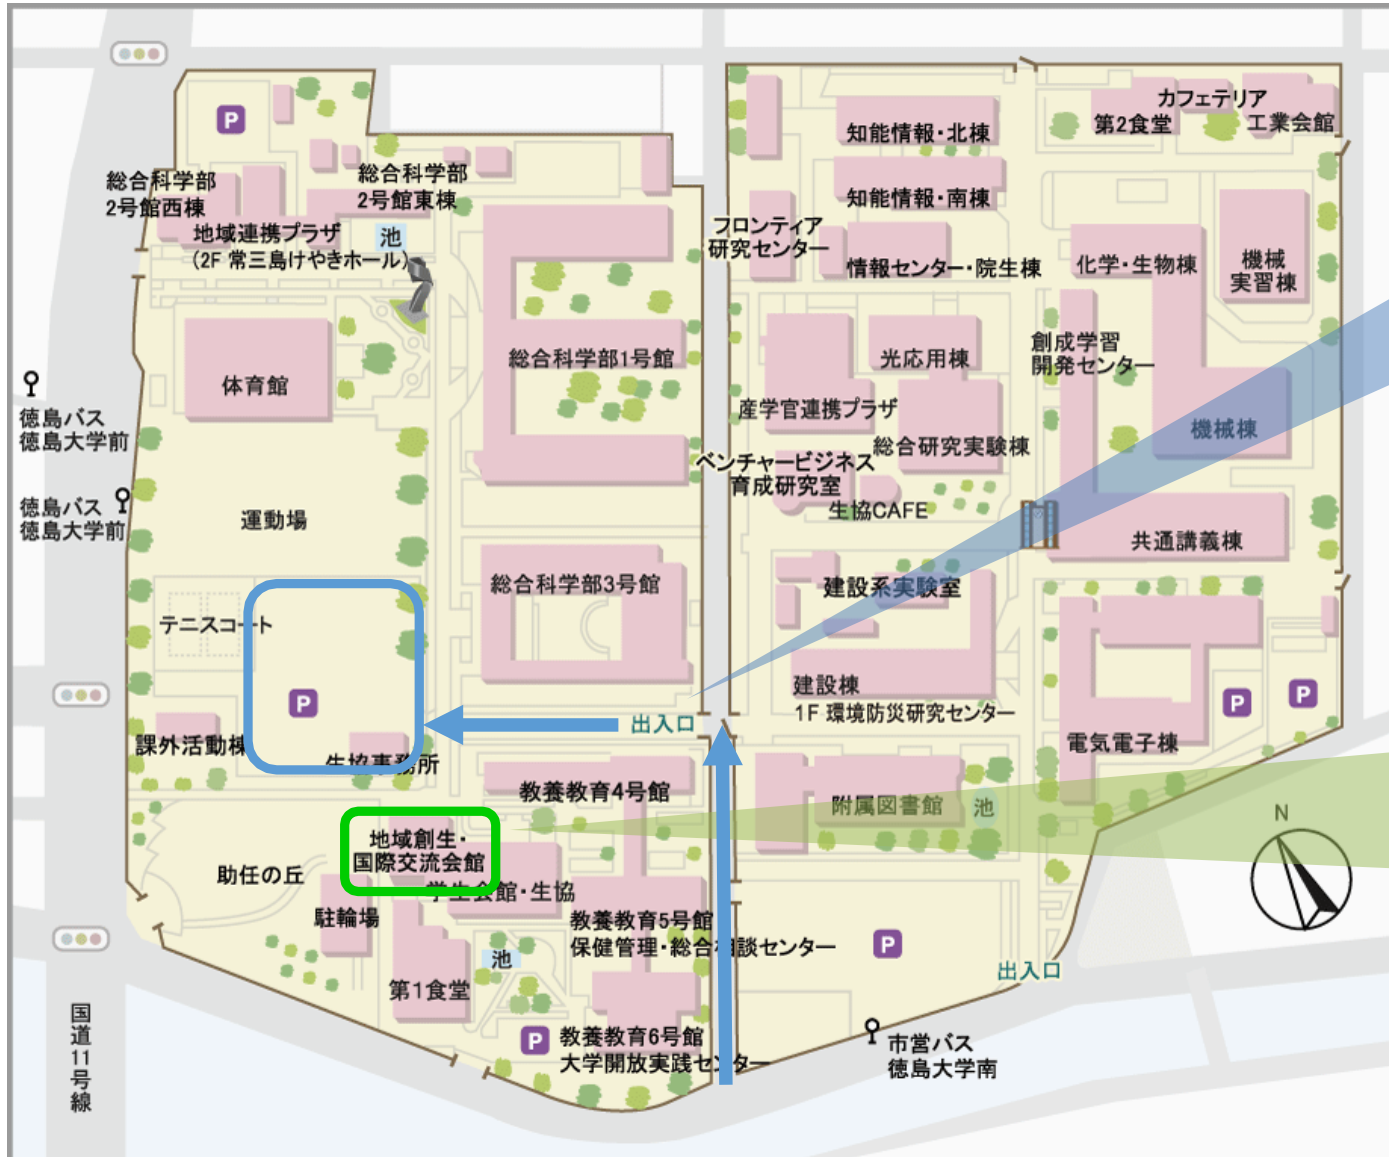 P
総合科学部
2号館西棟
総合科学部
2号館東棟
地域連携プラザ
(2F 常三島けやきホール)
池
体育館
徳島バス
徳島大学前
徳島バス
徳島大学前
運動場
テニスコート
P
課外活動棟
生協事務所
総合科学部1号館
総合科学部3号館
出入口
教養教育4号館
地域創生・
国際交流会館
学生会館・生協
助任の丘
駐輪場
第1食堂
池
教養教育5号館
保健管理・総合相談センター
P
教養教育6号館
大学開放実践センター
国道11号線
知能情報・北棟
知能情報・南棟
フロンティア
研究センター
情報センター・院生棟
カフェテリア
第2食堂
工業会館
化学・生物棟
機械
実習棟
創成学習
開発センター
光応用棟
産学官連携プラザ
総合研究実験棟
機械棟
ベンチャービジネス
育成研究室
生協CAFE
共通講義棟
建設系実験室
建設棟
1F 環境防災研究センター
P
P
電気電子棟
附属図書館
池
N
P
出入口
市営バス
徳島大学南